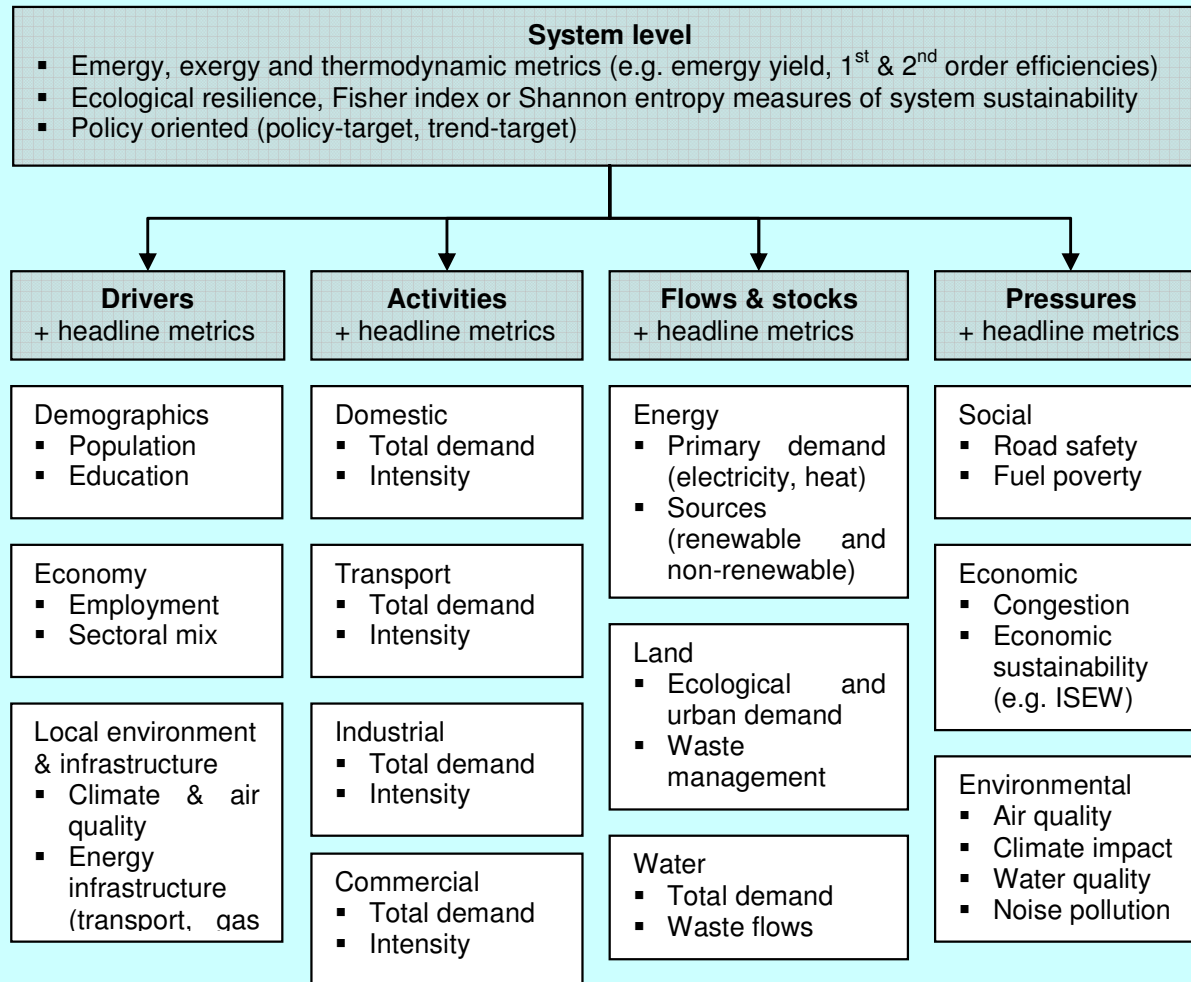 System level
▪ Emergy, exergy and thermodynamic metrics (e.g. emergy yield, 1st & 2nd order efficiencies)
▪ Ecological resilience, Fisher index or Shannon entropy measures of system sustainability
▪ Policy oriented (policy-target, trend-target)
Drivers
+ headline metrics
Demographics
▪ Population
▪ Education
Economy
▪ Employment
▪ Sectoral mix
Local environment
& infrastructure
▪ Climate & air
quality
▪ Energy
infrastructure
(transport, gas
Activities
+ headline metrics
Domestic
▪ Total demand
▪ Intensity
Transport
▪ Total demand
▪ Intensity
Industrial
▪ Total demand
▪ Intensity
Commercial
▪ Total demand
▪ Intensity
Flows & stocks
+ headline metrics
Energy
▪ Primary demand
(electricity, heat)
▪ Sources
(renewable and
non-renewable)
Land
▪ Ecological and
urban demand
▪ Waste
management
Water
▪ Total demand
▪ Waste flows
Pressures
+ headline metrics
Social
▪ Road safety
▪ Fuel poverty
Economic
▪ Congestion
▪ Economic
sustainability
(e.g. ISEW)
Environmental
▪ Air quality
▪ Climate impact
▪ Water quality
▪ Noise pollution